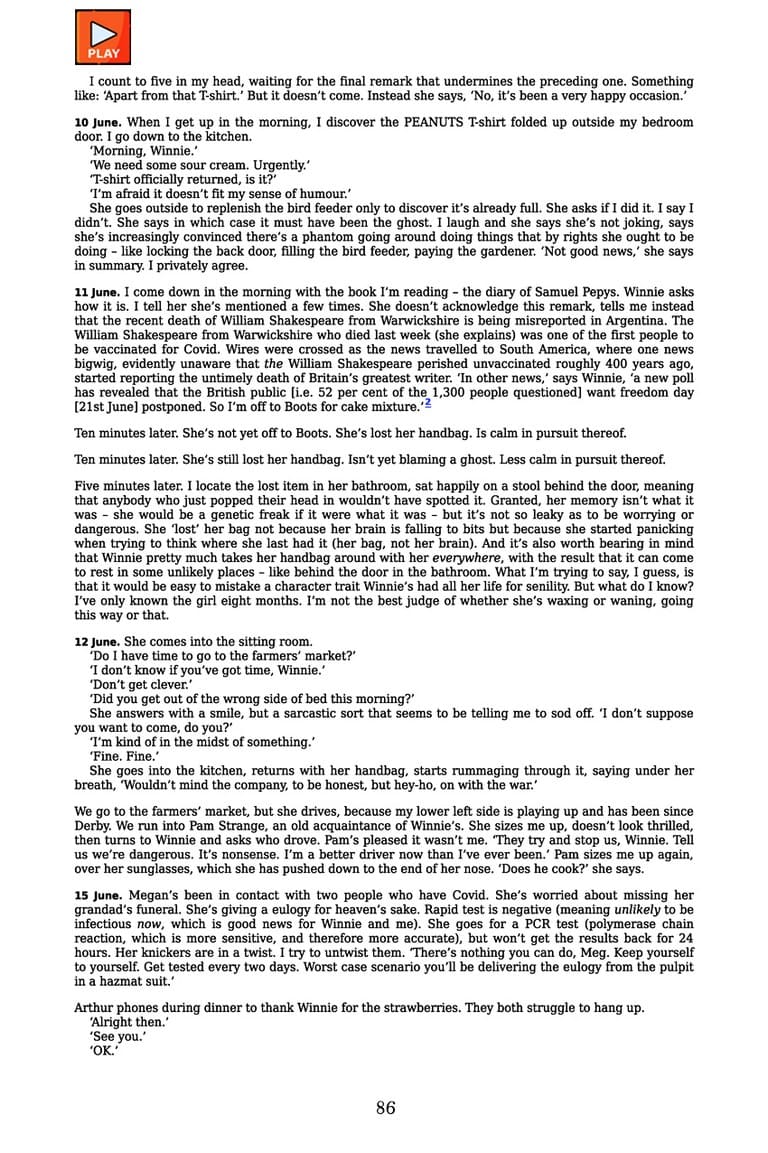 PLAY
I count to five in my head, waiting for the final remark that undermines the preceding one. Something
like: ‘Apart from that T-shirt.’ But it doesn’t come. Instead she says, ‘No, it’s been a very happy occasion.’
10 June. When I get up in the morning, I discover the PEANUTS T-shirt folded up outside my bedroom
door. I go down to the kitchen.
‘Morning, Winnie.’
‘We need some sour cream. Urgently.’
‘T-shirt officially returned, is it?’
‘I’m afraid it doesn’t fit my sense of humour.’
She goes outside to replenish the bird feeder only to discover it’s already full. She asks if I did it. I say I
didn’t. She says in which case it must have been the ghost. I laugh and she says she’s not joking, says
she’s increasingly convinced there’s a phantom going around doing things that by rights she ought to be
doing – like locking the back door, filling the bird feeder, paying the gardener. ‘Not good news,’ she says
in summary. I privately agree.
11 June. I come down in the morning with the book I’m reading – the diary of Samuel Pepys. Winnie asks
how it is. I tell her she’s mentioned a few times. She doesn’t acknowledge this remark, tells me instead
that the recent death of William Shakespeare from Warwickshire is being misreported in Argentina. The
William Shakespeare from Warwickshire who died last week (she explains) was one of the first people to
be vaccinated for Covid. Wires were crossed as the news travelled to South America, where one news
bigwig, evidently unaware that the William Shakespeare perished unvaccinated roughly 400 years ago,
started reporting the untimely death of Britain’s greatest writer. ‘In other news,’ says Winnie, ‘a new poll
has revealed that the British public [i.e. 52 per cent of the 1,300 people questioned] want freedom day
[21st June] postponed. So I’m off to Boots for cake mixture.’2
Ten minutes later. She’s not yet off to Boots. She’s lost her handbag. Is calm in pursuit thereof.
Ten minutes later. She’s still lost her handbag. Isn’t yet blaming a ghost. Less calm in pursuit thereof.
Five minutes later. I locate the lost item in her bathroom, sat happily on a stool behind the door, meaning
that anybody who just popped their head in wouldn’t have spotted it. Granted, her memory isn’t what it
was – she would be a genetic freak if it were what it was – but it’s not so leaky as to be worrying or
dangerous. She ‘lost’ her bag not because her brain is falling to bits but because she started panicking
when trying to think where she last had it (her bag, not her brain). And it’s also worth bearing in mind
that Winnie pretty much takes her handbag around with her everywhere, with the result that it can come
to rest in some unlikely places – like behind the door in the bathroom. What I’m trying to say, I guess, is
that it would be easy to mistake a character trait Winnie’s had all her life for senility. But what do I know?
I’ve only known the girl eight months. I’m not the best judge of whether she’s waxing or waning, going
this way or that.
12 June. She comes into the sitting room.
‘Do I have time to go to the farmers’ market?’
‘I don’t know if you’ve got time, Winnie.’
‘Don’t get clever.’
‘Did you get out of the wrong side of bed this morning?’
She answers with a smile, but a sarcastic sort that seems to be telling me to sod off. ‘I don’t suppose
you want to come, do you?’
‘I’m kind of in the midst of something.’
‘Fine. Fine.’
She goes into the kitchen, returns with her handbag, starts rummaging through it, saying under her
breath, ‘Wouldn’t mind the company, to be honest, but hey-ho, on with the war.’
We go to the farmers’ market, but she drives, because my lower left side is playing up and has been since
Derby. We run into Pam Strange, an old acquaintance of Winnie’s. She sizes me up, doesn’t look thrilled,
then turns to Winnie and asks who drove. Pam’s pleased it wasn’t me. ‘They try and stop us, Winnie. Tell
us we’re dangerous. It’s nonsense. I’m a better driver now than I’ve ever been.’ Pam sizes me up again,
over her sunglasses, which she has pushed down to the end of her nose. ‘Does he cook?’ she says.
15 June. Megan’s been in contact with two people who have Covid. She’s worried about missing her
grandad’s funeral. She’s giving a eulogy for heaven’s sake. Rapid test is negative (meaning unlikely to be
infectious now, which is good news for Winnie and me). She goes for a PCR test (polymerase chain
reaction, which is more sensitive, and therefore more accurate), but won’t get the results back for 24
hours. Her knickers are in a twist. I try to untwist them. ‘There’s nothing you can do, Meg. Keep yourself
to yourself. Get tested every two days. Worst case scenario you’ll be delivering the eulogy from the pulpit
in a hazmat suit.’
Arthur phones during dinner to thank Winnie for the strawberries. They both struggle to hang up.
‘Alright then.’
‘See you.’
‘OK.’
86